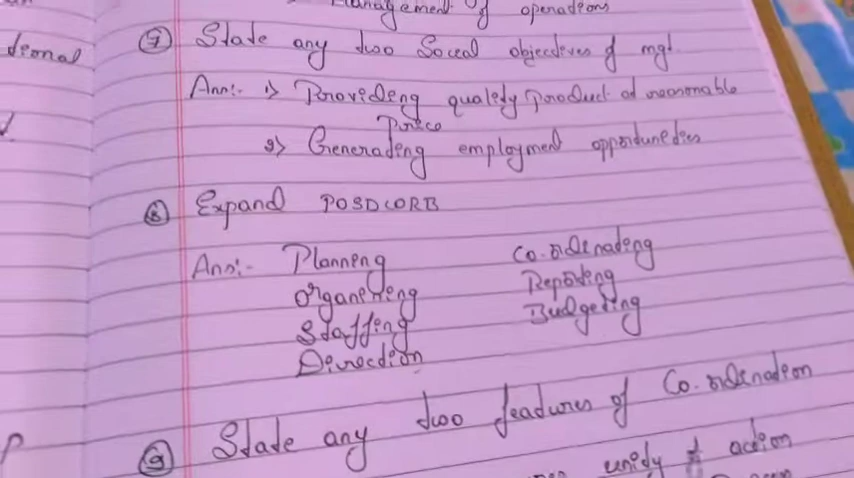 Management of operations
tional
⑦ State any two Social objectives of mgt.
Ans:- 1) Providing quality product at reasonable
Price
2) Generating employment opportunities
⑧ Expand POSDCORB
Ans:- Planning Co-ordinating
Organising Reporting
Staffing Budgeting
Direction
⑨ State any two features of Co-ordination
unity of action